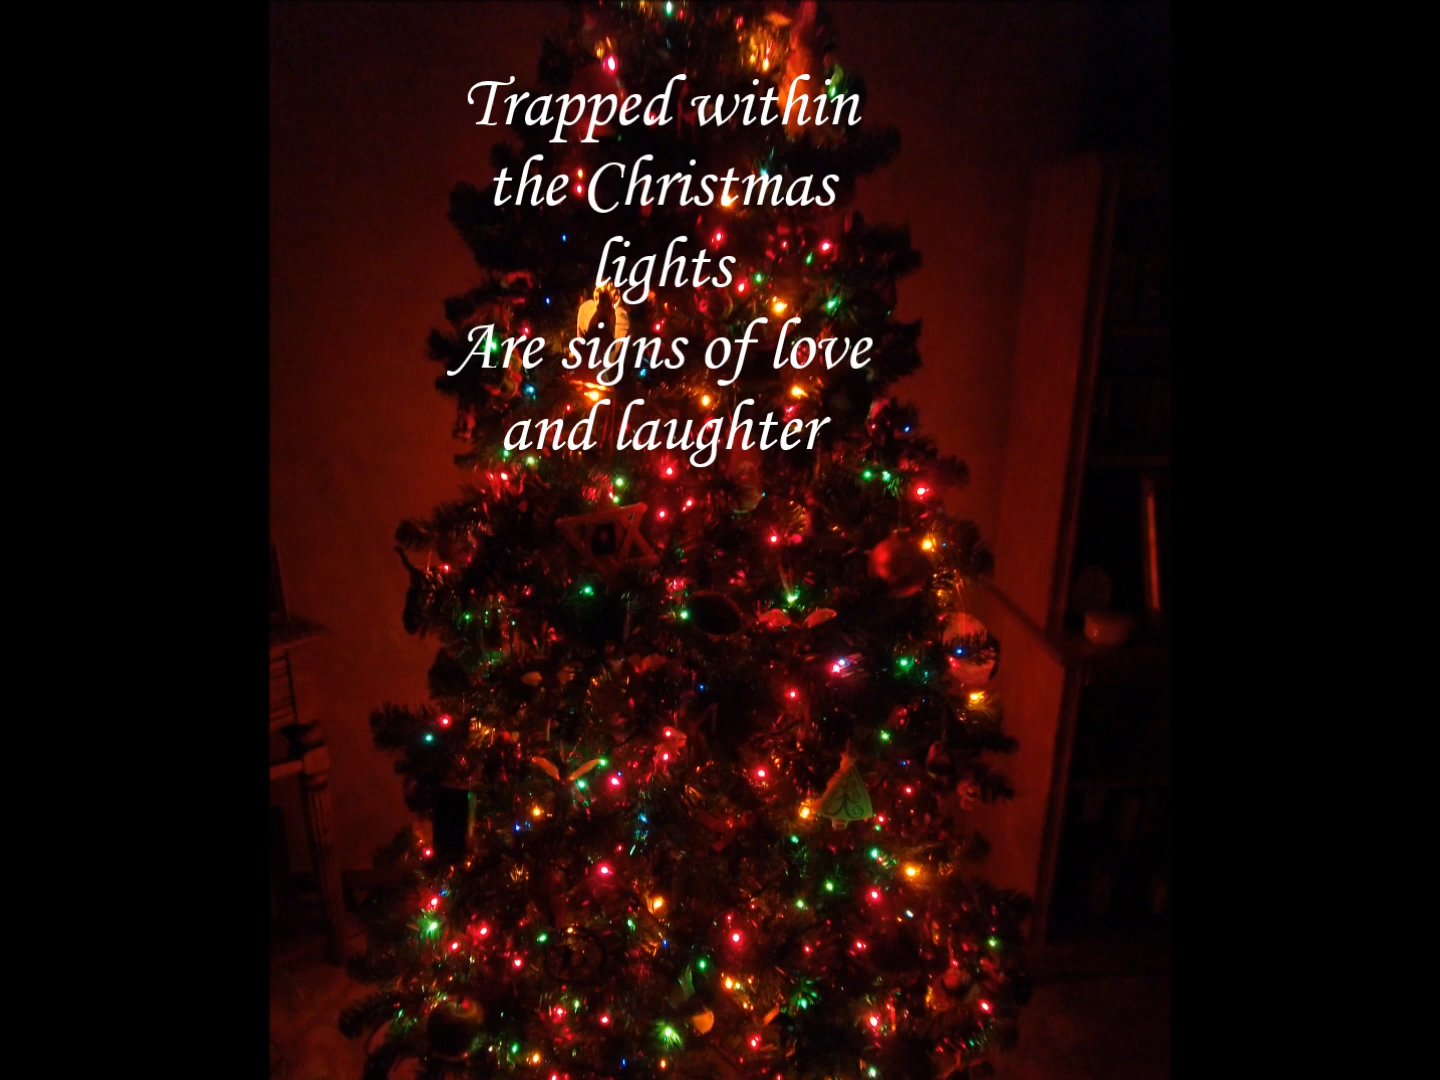 Trapped within
the Christmas
lights
Are signs of love
and laughter